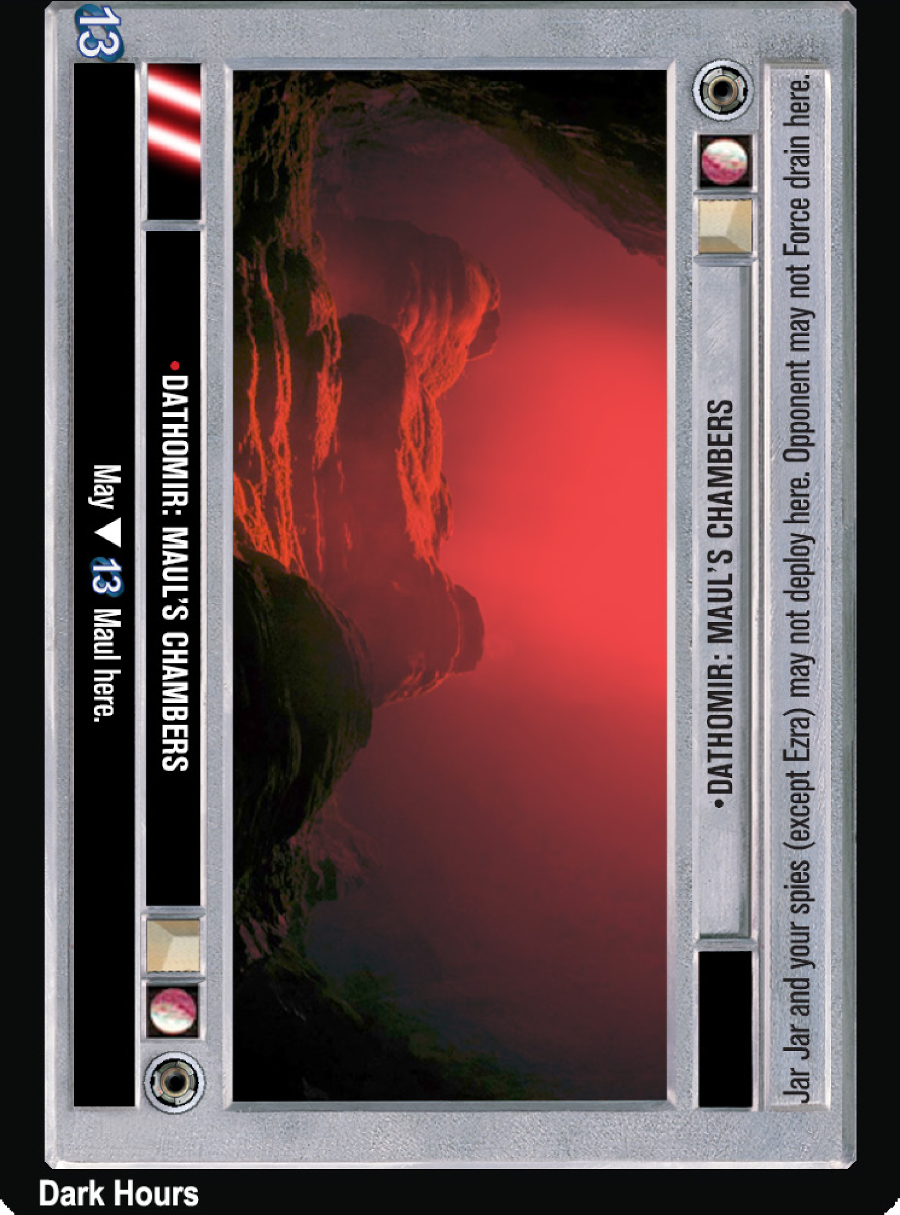 13
May ▼ 13 Maul here.
•DATHOMIR: MAUL'S CHAMBERS
•DATHOMIR: MAUL'S CHAMBERS
Jar Jar and your spies (except Ezra) may not deploy here. Opponent may not Force drain here.
Dark Hours